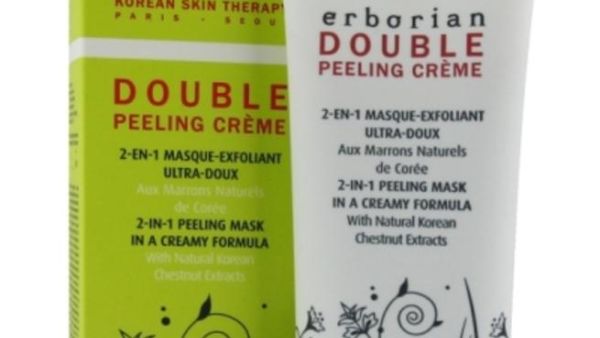 KOREAN SKIN THERAPY
PARIS - SEOUL
DOUBLE
PEELING CRÈME
2-EN-1 MASQUE-EXFOLIANT
ULTRA-DOUX
Aux Marrons Naturels
de Corée
2-IN-1 PEELING MASK
IN A CREAMY FORMULA
With Natural Korean
Chestnut Extracts
erborian
DOUBLE
PEELING CRÈME
2-EN-1 MASQUE-EXFOLIANT
ULTRA-DOUX
Aux Marrons Naturels
de Corée
2-IN-1 PEELING MASK
IN A CREAMY FORMULA
With Natural Korean
Chestnut Extracts